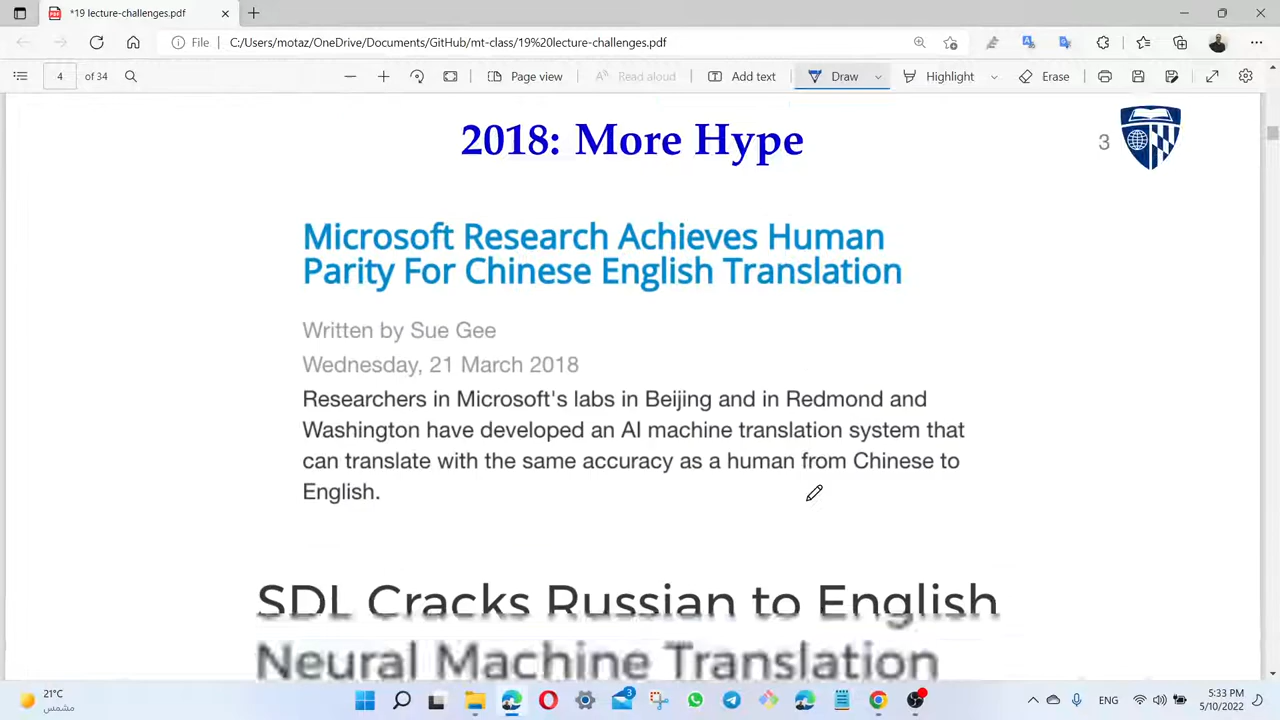 *19 lecture-challenges.pdf
File C:/Users/motaz/OneDrive/Documents/GitHub/mt-class/19%20lecture-challenges.pdf
4 of 34 Page view Read aloud Add text Draw Highlight Erase
2018: More Hype
3
Microsoft Research Achieves Human
Parity For Chinese English Translation
Written by Sue Gee
Wednesday, 21 March 2018
Researchers in Microsoft's labs in Beijing and in Redmond and
Washington have developed an AI machine translation system that
can translate with the same accuracy as a human from Chinese to
English.
SDL Cracks Russian to English
Neural Machine Translation
21°C
مشمس
3
ENG
5:33 PM
5/10/2022